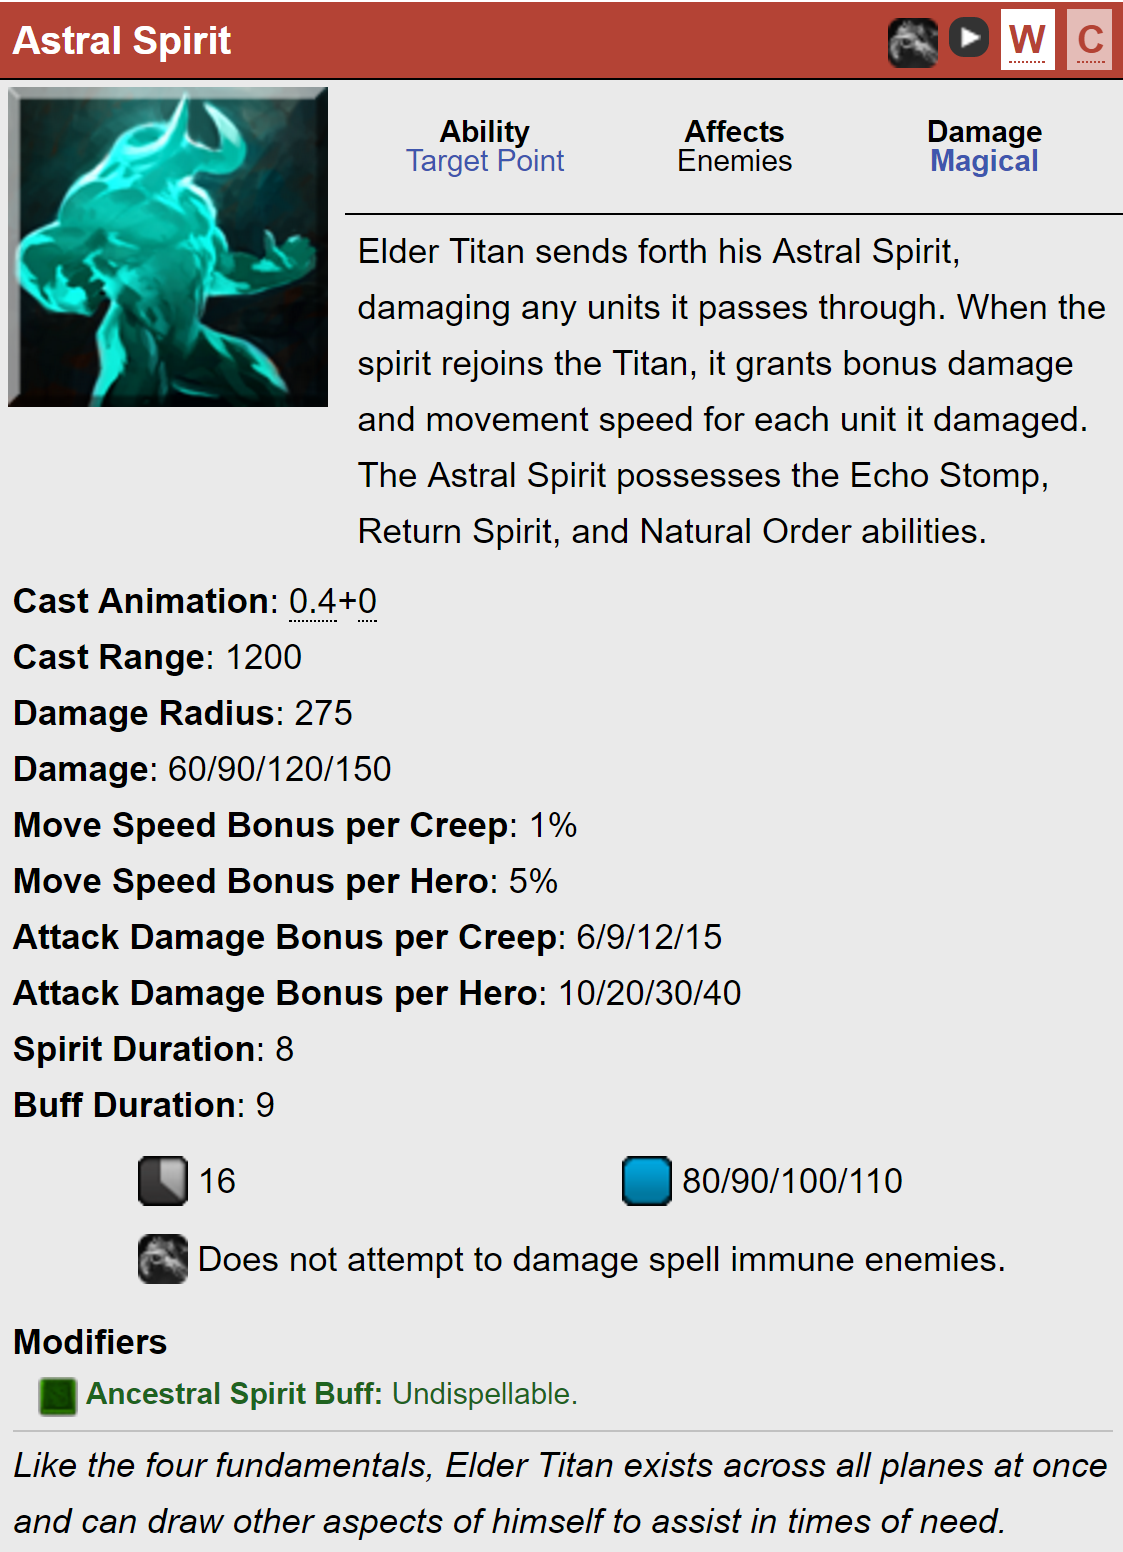 Astral Spirit W C
Ability Affects Damage
Target Point Enemies Magical
Elder Titan sends forth his Astral Spirit,
damaging any units it passes through. When the
spirit rejoins the Titan, it grants bonus damage
and movement speed for each unit it damaged.
The Astral Spirit possesses the Echo Stomp,
Return Spirit, and Natural Order abilities.
Cast Animation: 0.4+0
Cast Range: 1200
Damage Radius: 275
Damage: 60/90/120/150
Move Speed Bonus per Creep: 1%
Move Speed Bonus per Hero: 5%
Attack Damage Bonus per Creep: 6/9/12/15
Attack Damage Bonus per Hero: 10/20/30/40
Spirit Duration: 8
Buff Duration: 9
16 80/90/100/110
Does not attempt to damage spell immune enemies.
Modifiers
Ancestral Spirit Buff: Undispellable.
Like the four fundamentals, Elder Titan exists across all planes at once
and can draw other aspects of himself to assist in times of need.